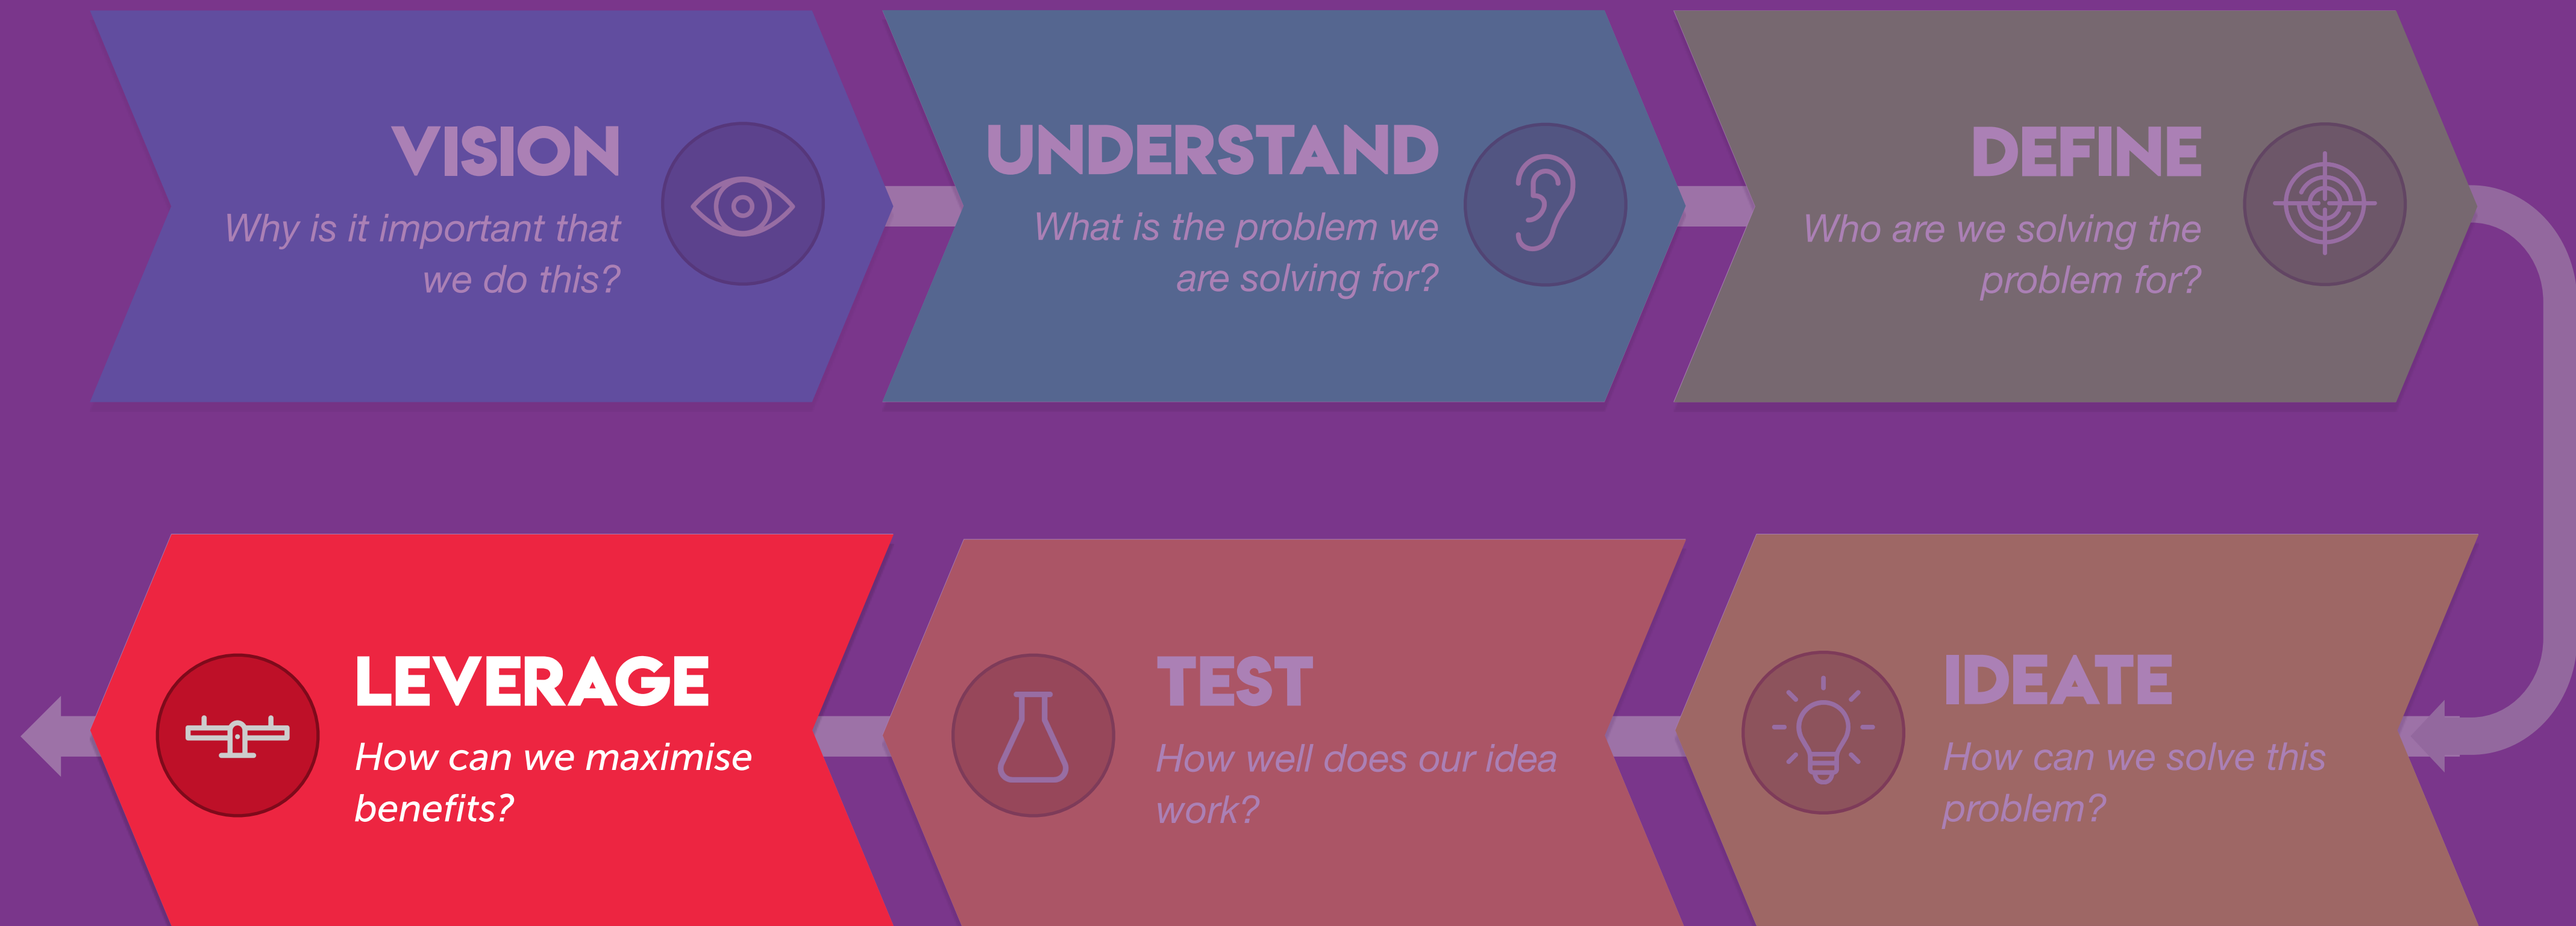 VISION
Why is it important that
we do this?
UNDERSTAND
What is the problem we
are solving for?
DEFINE
Who are we solving the
problem for?
LEVERAGE
How can we maximise
benefits?
TEST
How well does our idea
work?
IDEATE
How can we solve this
problem?